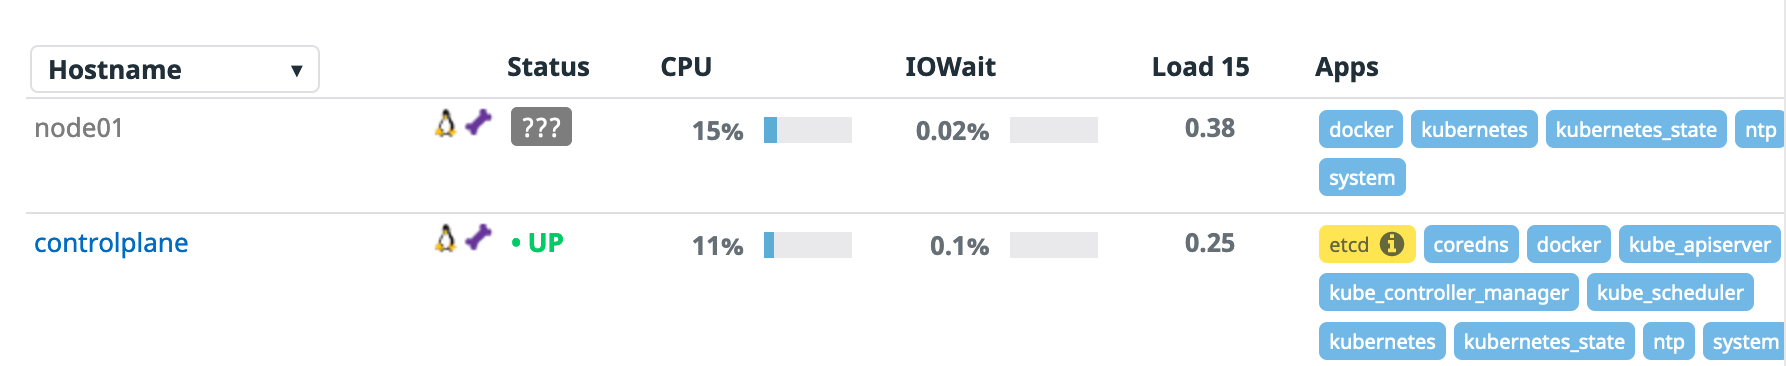 Hostname ▼ Status CPU IOWait Load 15 Apps
node01 ??? 15% 0.02% 0.38 docker kubernetes kubernetes_state ntp
system
controlplane • UP 11% 0.1% 0.25 etcd i coredns docker kube_apiserver
kube_controller_manager kube_scheduler
kubernetes kubernetes_state ntp system